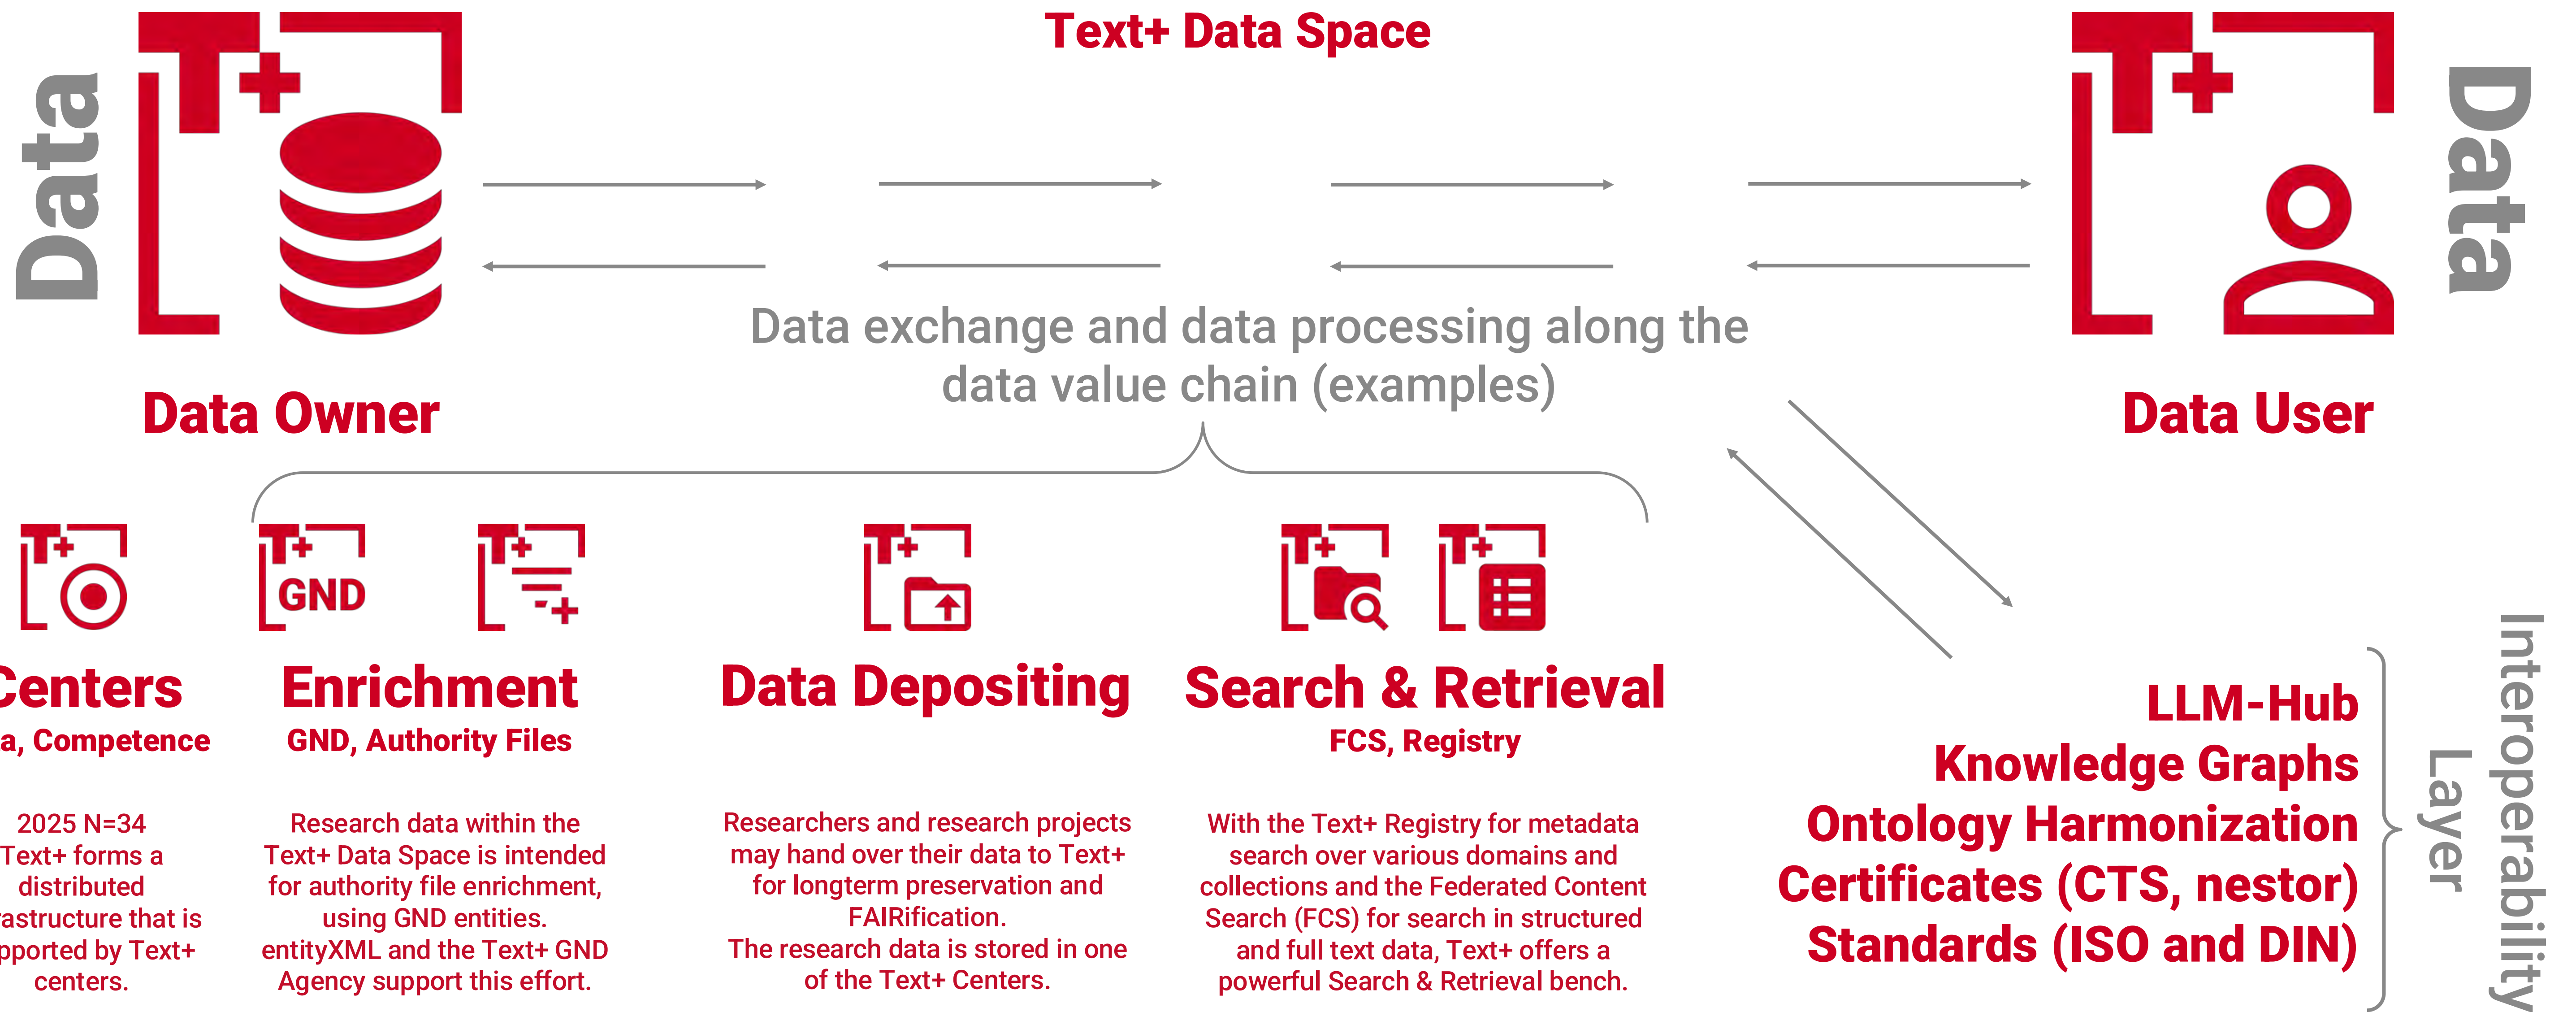 Text+ Data Space
Data
T+
T+
Data
Data Owner
Data exchange and data processing along the
data value chain (examples)
Data User
T+
T+
GND
T+
T+
T+
T+
Centers
a, Competence
2025 N=34
Text+ forms a
distributed
rastructure that is
pported by Text+
centers.
Enrichment
GND, Authority Files
Research data within the
Text+ Data Space is intended
for authority file enrichment,
using GND entities.
entityXML and the Text+ GND
Agency support this effort.
Data Depositing
Researchers and research projects
may hand over their data to Text+
for longterm preservation and
FAIRification.
The research data is stored in one
of the Text+ Centers.
Search & Retrieval
FCS, Registry
With the Text+ Registry for metadata
search over various domains and
collections and the Federated Content
Search (FCS) for search in structured
and full text data, Text+ offers a
powerful Search & Retrieval bench.
LLM-Hub
Knowledge Graphs
Ontology Harmonization
Certificates (CTS, nestor)
Standards (ISO and DIN)
Interoperability
Layer